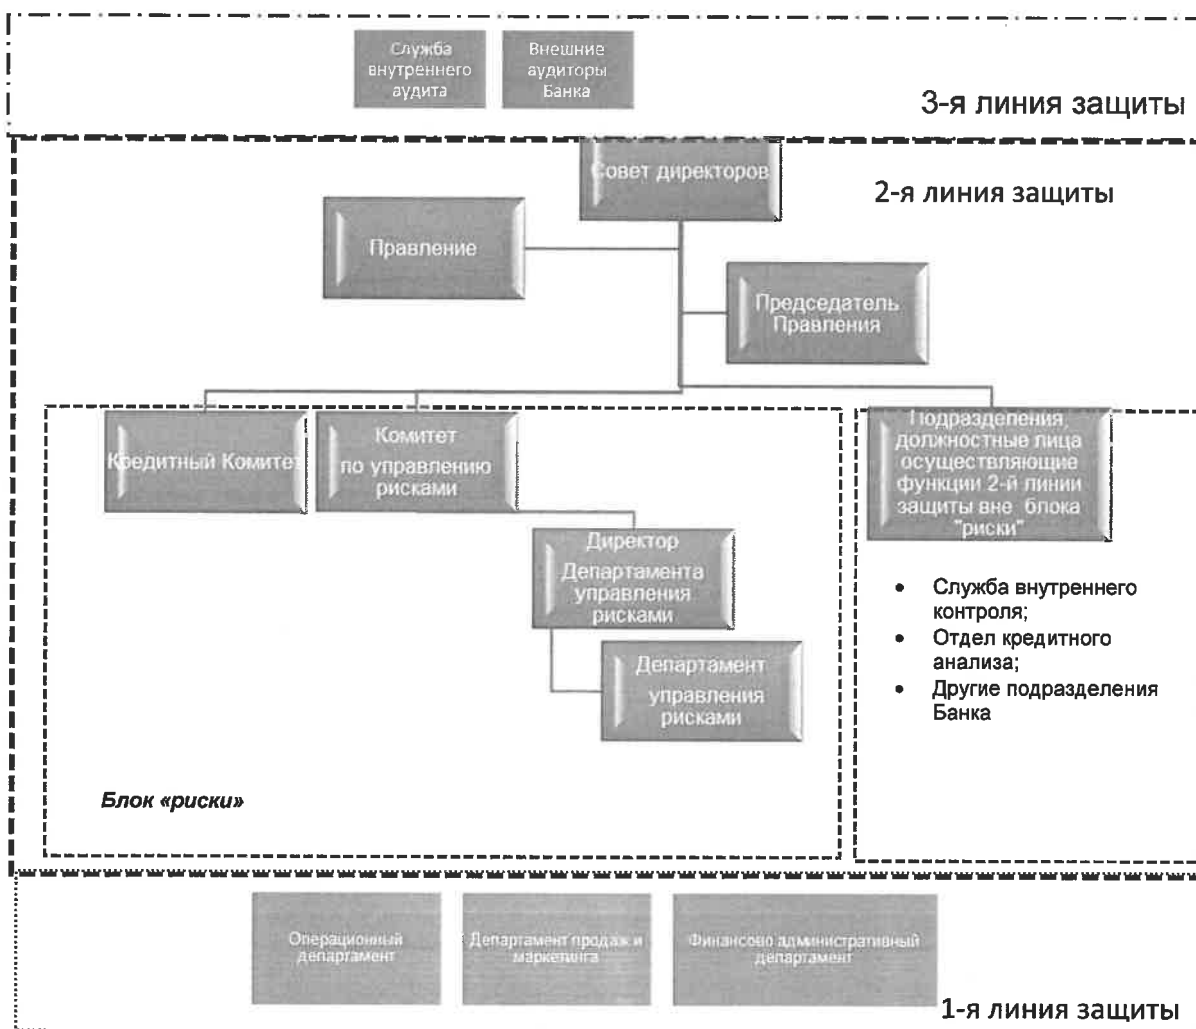 Служба
внутреннего
аудита
Внешние
аудиторы
Банка
3-я линия защиты
Совет директоров
2-я линия защиты
Правление
Председатель
Правления
Кредитный Комитет
Комитет
по управлению
рисками
Подразделения,
должностные лица
осуществляющие
функции 2-й линии
защиты вне блока
"риски"
Директор
Департамента
управления
рисками
Департамент
управления
рисками
• Служба внутреннего
контроля;
• Отдел кредитного
анализа;
• Другие подразделения
Банка
Блок «риски»
Операционный
департамент
Департамент продаж и
маркетинга
Финансово административный
департамент
1-я линия защиты